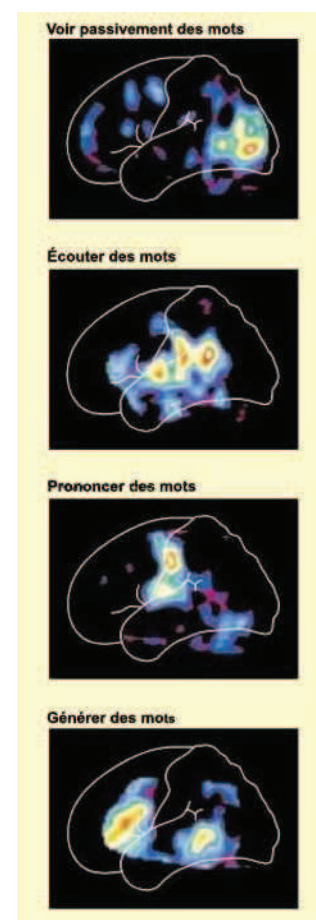 Voir passivement des mots
Écouter des mots
Prononcer des mots
Générer des mots